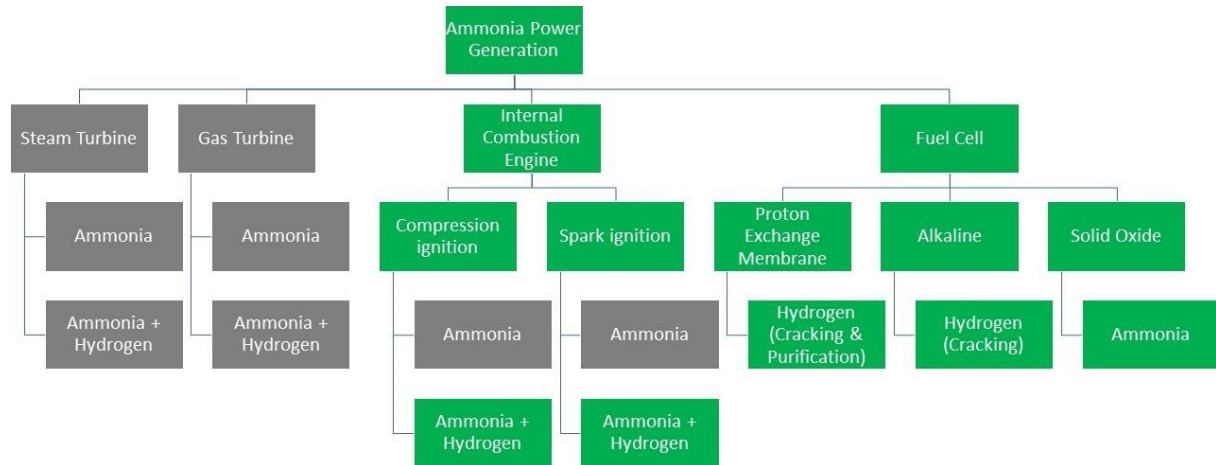 Ammonia Power
Generation
Steam Turbine
Gas Turbine
Internal
Combustion
Engine
Fuel Cell
Ammonia
Ammonia
Compression
ignition
Spark ignition
Proton
Exchange
Membrane
Alkaline
Solid Oxide
Ammonia +
Hydrogen
Ammonia +
Hydrogen
Ammonia
Ammonia
Hydrogen
(Cracking &
Purification)
Hydrogen
(Cracking)
Ammonia
Ammonia +
Hydrogen
Ammonia +
Hydrogen